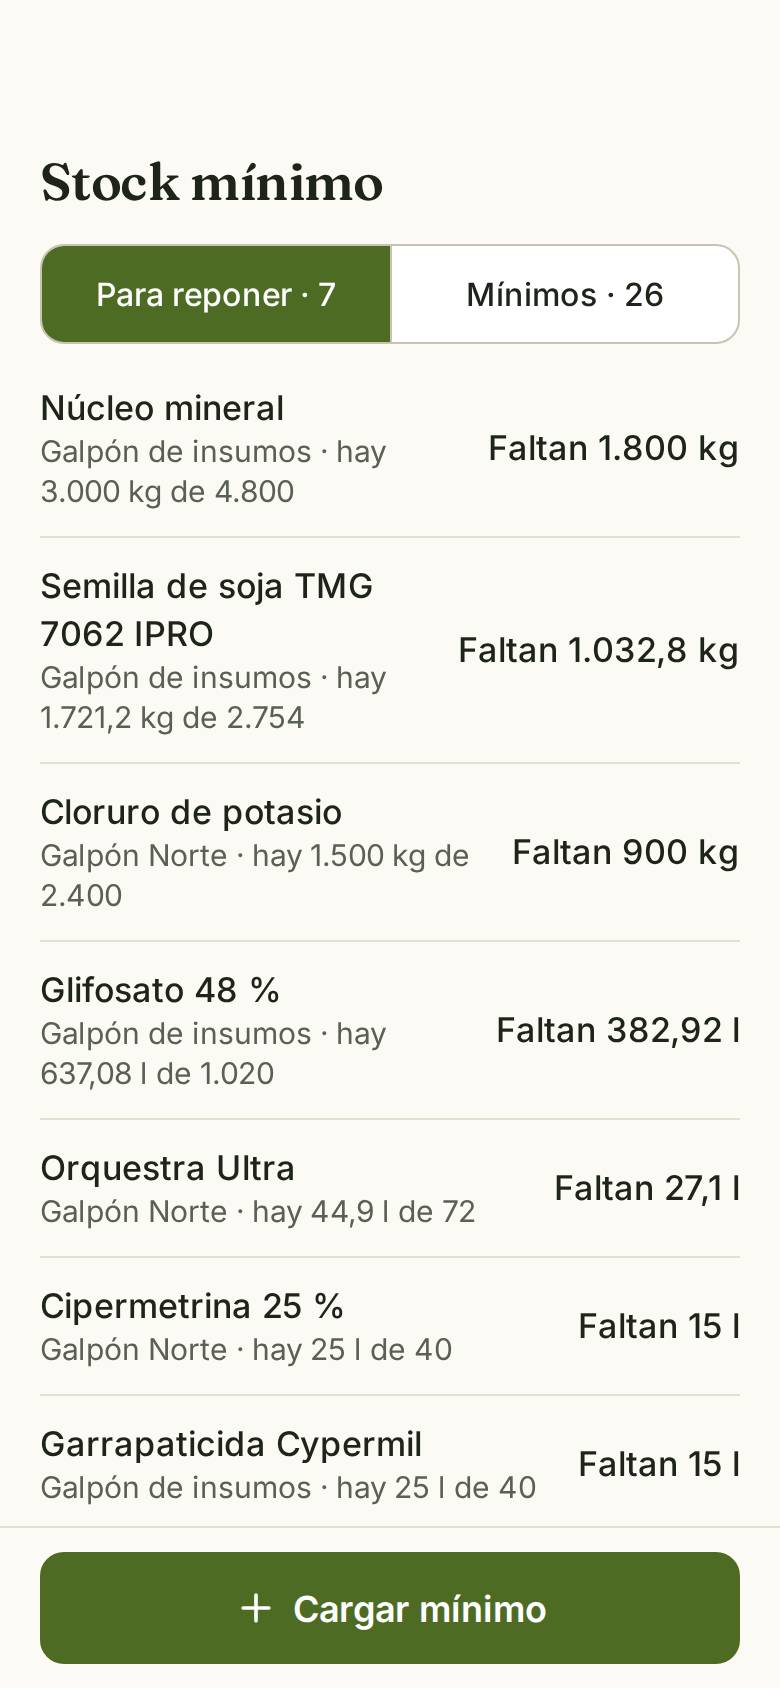 Stock mínimo
Para reponer · 7
Mínimos · 26
Núcleo mineral
Galpón de insumos · hay
3.000 kg de 4.800
Faltan 1.800 kg
Semilla de soja TMG
7062 IPRO
Galpón de insumos · hay
1.721,2 kg de 2.754
Faltan 1.032,8 kg
Cloruro de potasio
Galpón Norte · hay 1.500 kg de
2.400
Faltan 900 kg
Glifosato 48 %
Galpón de insumos · hay
637,08 l de 1.020
Faltan 382,92 l
Orquestra Ultra
Galpón Norte · hay 44,9 l de 72
Faltan 27,1 l
Cipermetrina 25 %
Galpón Norte · hay 25 l de 40
Faltan 15 l
Garrapaticida Cypermil
Galpón de insumos · hay 25 l de 40
Faltan 15 l
+ Cargar mínimo